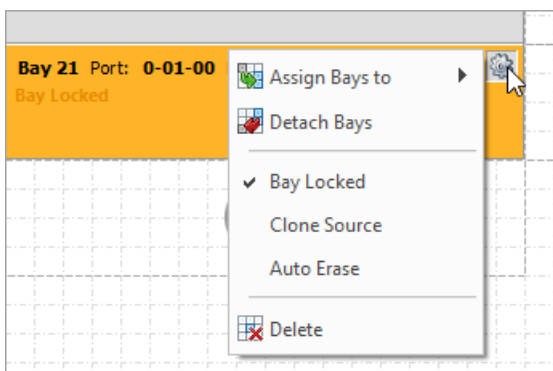 Bay 21 Port: 0-01-00
Bay Locked
Assign Bays to
Detach Bays
Bay Locked
Clone Source
Auto Erase
Delete